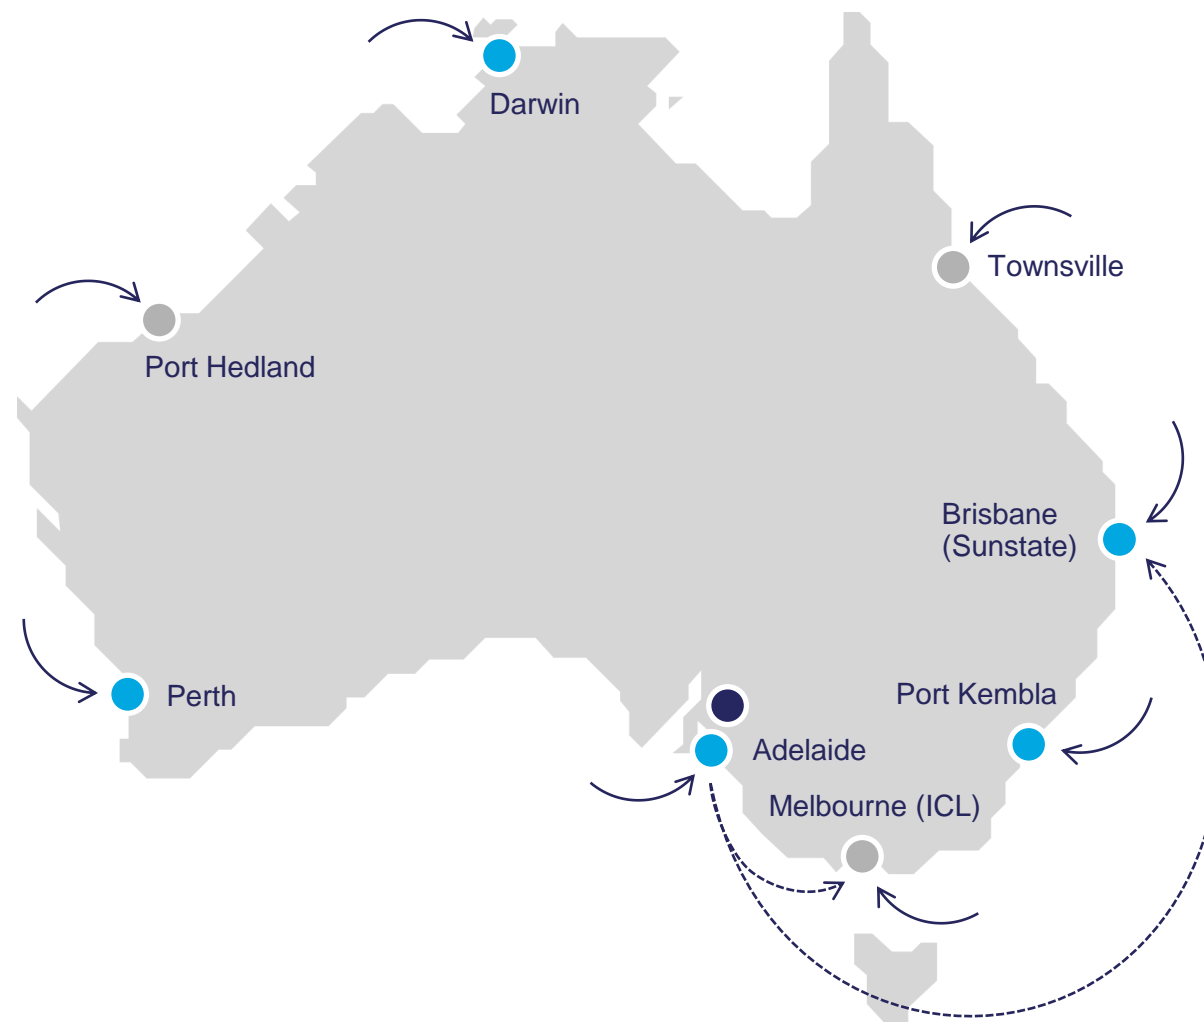 Darwin
Townsville
Port Hedland
Brisbane
(Sunstate)
Port Kembla
Perth
Adelaide
Melbourne (ICL)